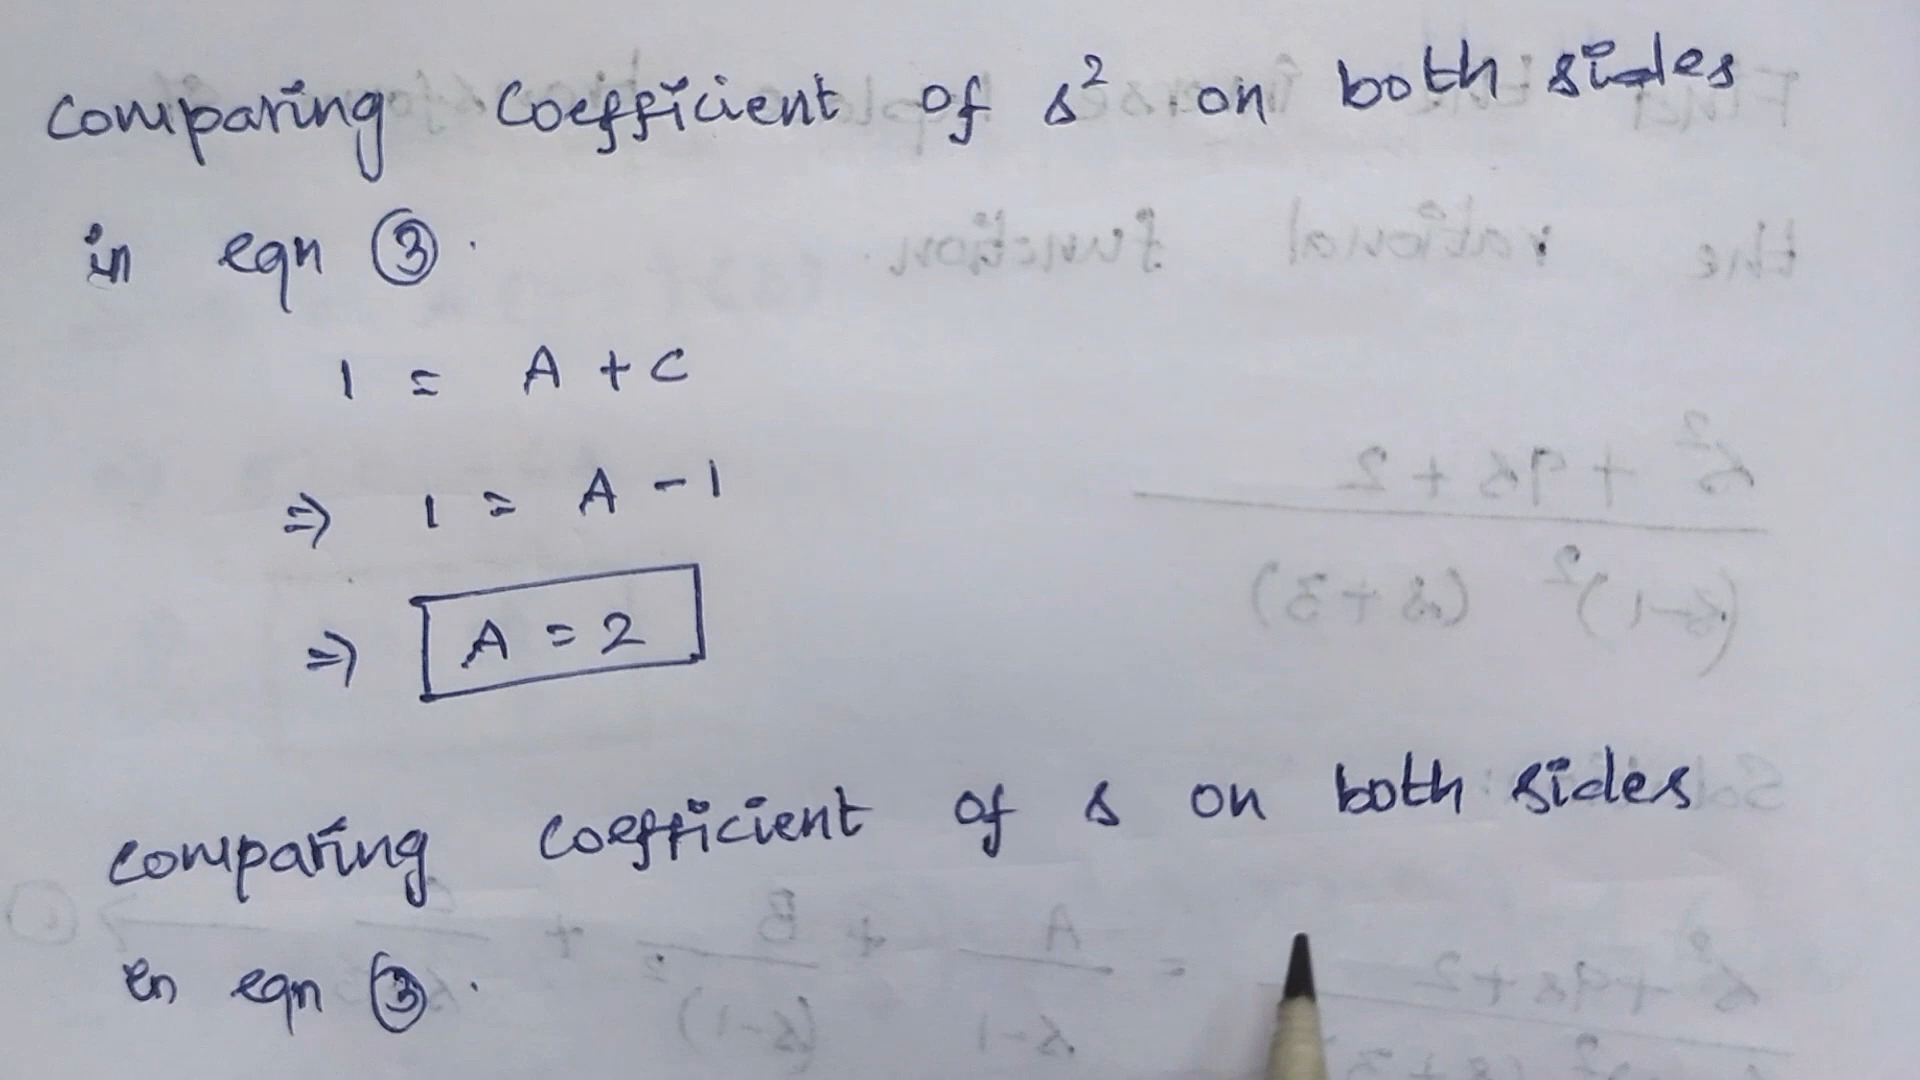 comparing coefficient of s² on both sides
in eqn ③.
1 = A + C
⇒ 1 = A - 1
⇒ A = 2
comparing coefficient of s on both sides
in eqn ③.